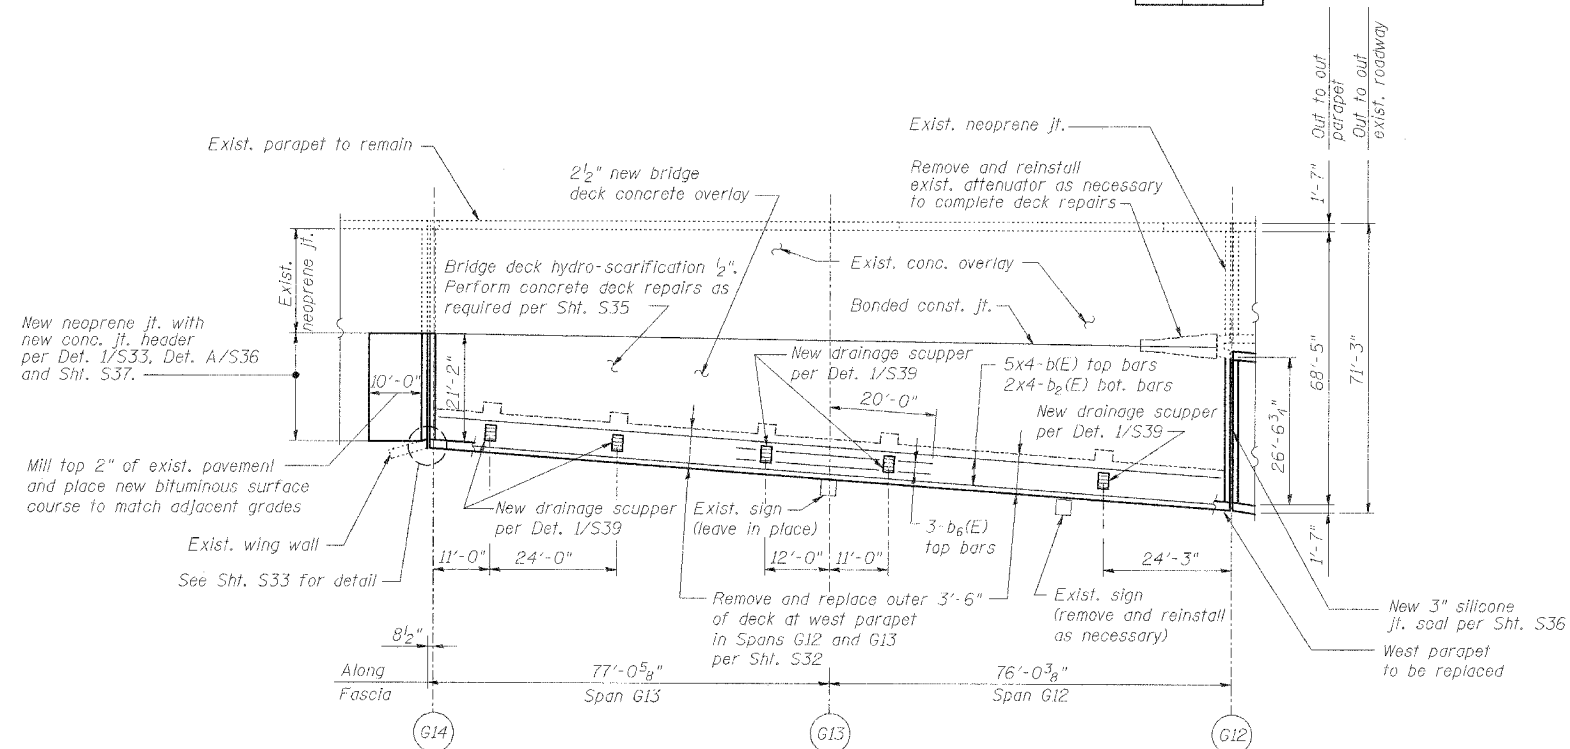 Out to out
parapet
Out to out
exist. roadway
1'-7"
Exist. parapet to remain
2½" new bridge
deck concrete overlay
Exist. neoprene jt.
Remove and reinstall
exist. attenuator as necessary
to complete deck repairs
Exist.
neoprene jt.
Bridge deck hydro-scarification ½".
Perform concrete deck repairs as
required per Sht. S35
Exist. conc. overlay
Bonded const. jt.
New neoprene jt. with
new conc. jt. header
per Det. 1/S33, Det. A/S36
and Sht. S37.
10'-0"
21'-2"
New drainage scupper
per Det. 1/S39
5x4-b(E) top bars
2x4-b2(E) bot. bars
20'-0"
New drainage scupper
per Det. 1/S39
26'-6¾"
68'-5"
71'-3"
Mill top 2" of exist. pavement
and place new bituminous surface
course to match adjacent grades
New drainage scupper
per Det. 1/S39
Exist. sign
(leave in place)
3-b6(E)
top bars
Exist. wing wall
See Sht. S33 for detail
11'-0"
24'-0"
12'-0"
11'-0"
24'-3"
1'-7"
Remove and replace outer 3'-6"
of deck at west parapet
in Spans G12 and G13
per Sht. S32
Exist. sign
(remove and reinstall
as necessary)
New 3" silicone
jt. seal per Sht. S36
West parapet
to be replaced
8½"
Along
Fascia
77'-0⅝"
Span G13
76'-0⅜"
Span G12
G14
G13
G12